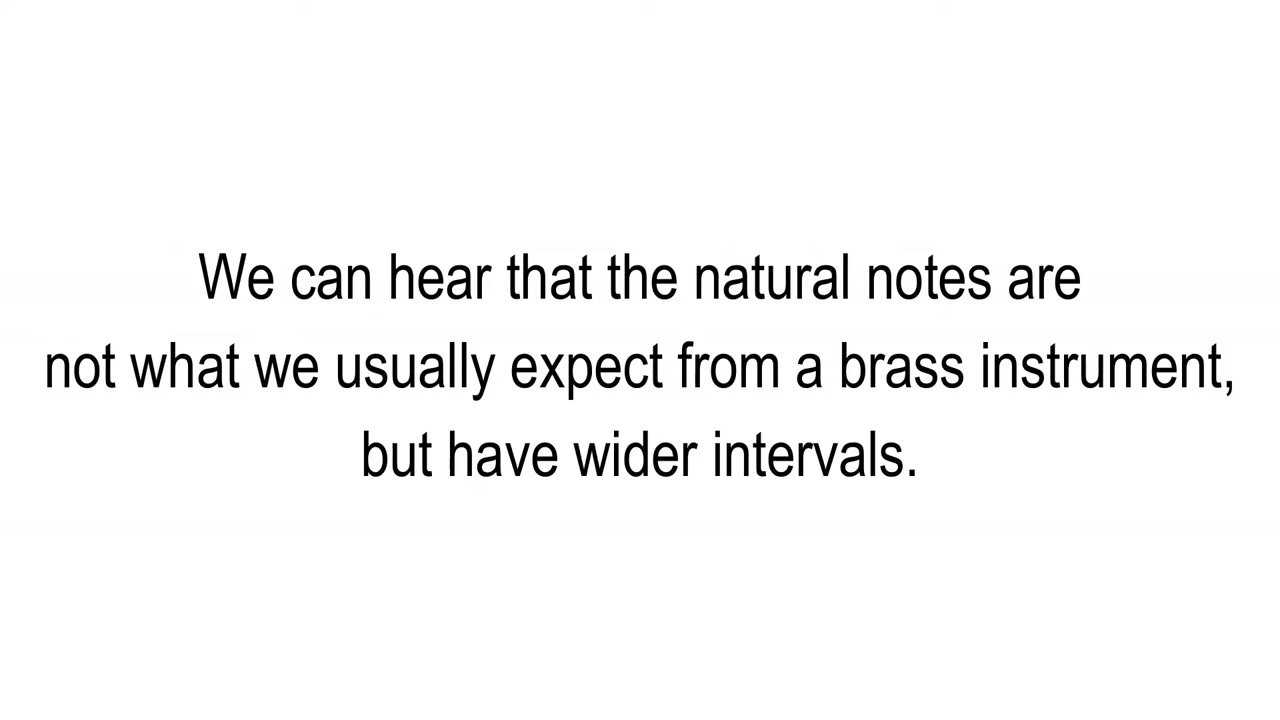 We can hear that the natural notes are
not what we usually expect from a brass instrument,
but have wider intervals.